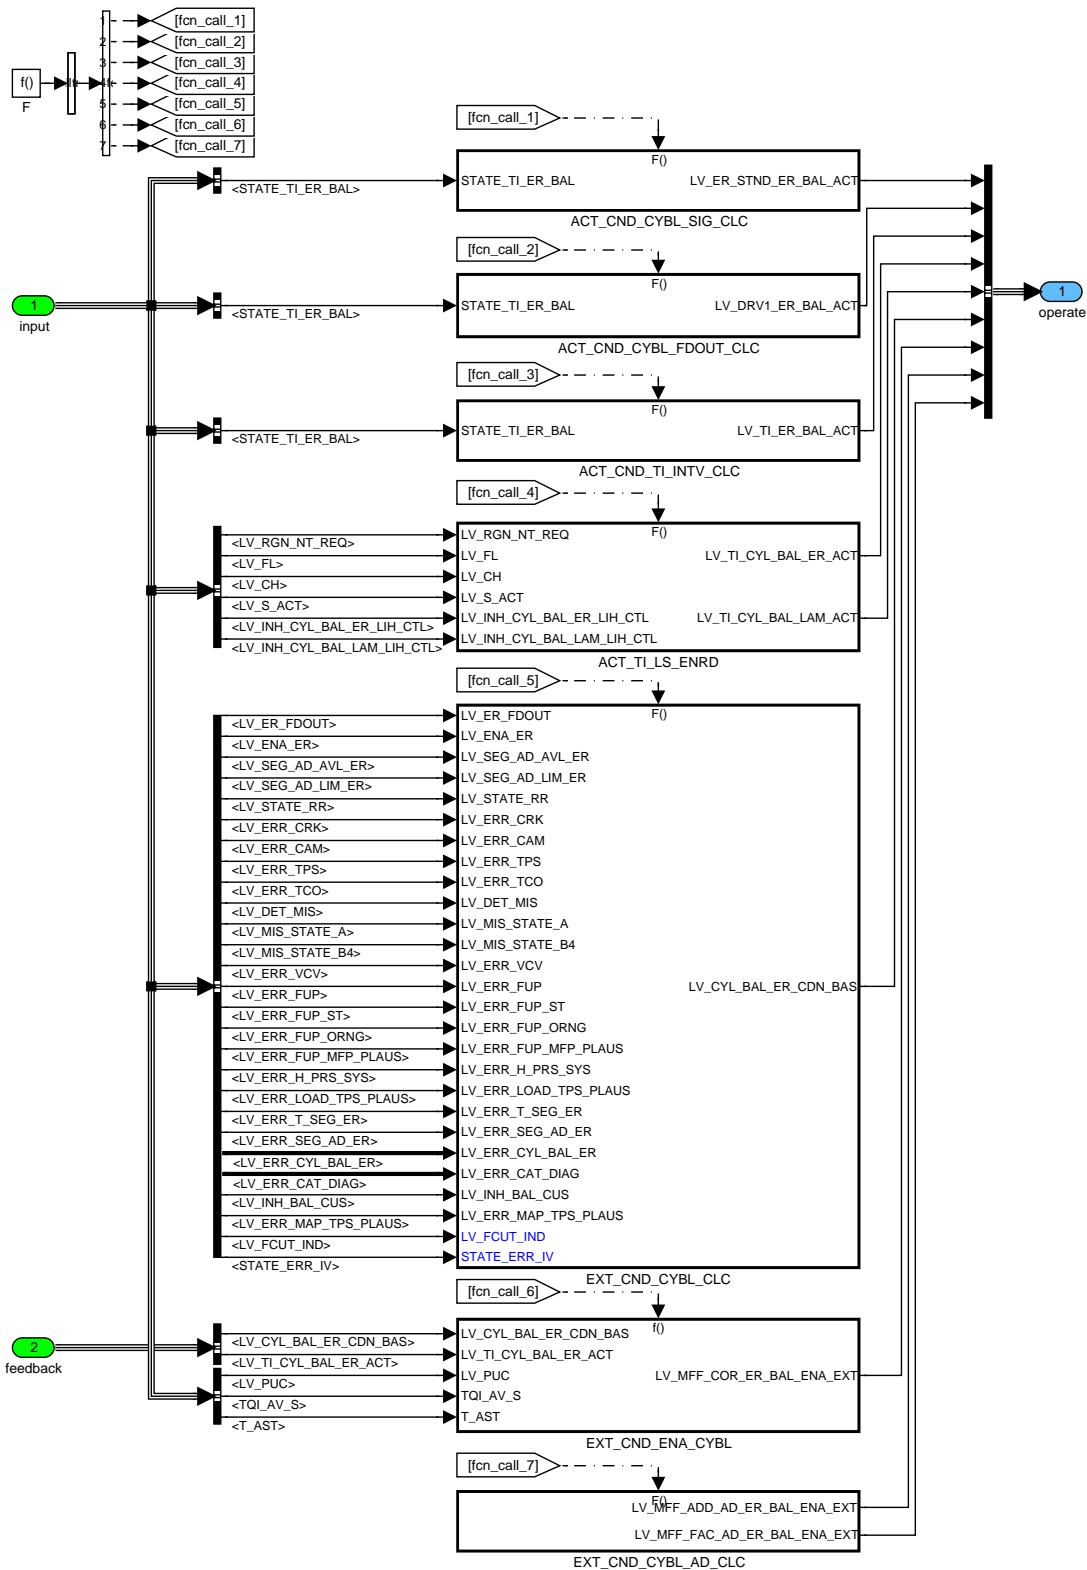 1 [fcn_call_1]
2 [fcn_call_2]
3 [fcn_call_3]
f() [fcn_call_4]
F
5 [fcn_call_5]
6 [fcn_call_6]
7 [fcn_call_7]
[fcn_call_1]
F()
STATE_TI_ER_BAL LV_ER_STND_ER_BAL_ACT
<STATE_TI_ER_BAL>
ACT_CND_CYBL_SIG_CLC
[fcn_call_2]
F()
STATE_TI_ER_BAL LV_DRV1_ER_BAL_ACT
<STATE_TI_ER_BAL>
ACT_CND_CYBL_FDOUT_CLC
1
input
1
operate
[fcn_call_3]
F()
STATE_TI_ER_BAL LV_TI_ER_BAL_ACT
<STATE_TI_ER_BAL>
ACT_CND_TI_INTV_CLC
[fcn_call_4]
F()
LV_RGN_NT_REQ
<LV_RGN_NT_REQ>
LV_FL LV_TI_CYL_BAL_ER_ACT
<LV_FL>
LV_CH
<LV_CH>
LV_S_ACT
<LV_S_ACT>
LV_INH_CYL_BAL_ER_LIH_CTL LV_TI_CYL_BAL_LAM_ACT
<LV_INH_CYL_BAL_ER_LIH_CTL>
LV_INH_CYL_BAL_LAM_LIH_CTL
<LV_INH_CYL_BAL_LAM_LIH_CTL>
ACT_TI_LS_ENRD
[fcn_call_5]
F()
LV_ER_FDOUT
<LV_ER_FDOUT>
LV_ENA_ER
<LV_ENA_ER>
LV_SEG_AD_AVL_ER
<LV_SEG_AD_AVL_ER>
LV_SEG_AD_LIM_ER
<LV_SEG_AD_LIM_ER>
LV_STATE_RR
<LV_STATE_RR>
LV_ERR_CRK
<LV_ERR_CRK>
LV_ERR_CAM
<LV_ERR_CAM>
LV_ERR_TPS
<LV_ERR_TPS>
LV_ERR_TCO
<LV_ERR_TCO>
LV_DET_MIS
<LV_DET_MIS>
LV_MIS_STATE_A
<LV_MIS_STATE_A>
LV_MIS_STATE_B4
<LV_MIS_STATE_B4>
LV_ERR_VCV
<LV_ERR_VCV>
LV_ERR_FUP LV_CYL_BAL_ER_CDN_BAS
<LV_ERR_FUP>
LV_ERR_FUP_ST
<LV_ERR_FUP_ST>
LV_ERR_FUP_ORNG
<LV_ERR_FUP_ORNG>
LV_ERR_FUP_MFP_PLAUS
<LV_ERR_FUP_MFP_PLAUS>
LV_ERR_H_PRS_SYS
<LV_ERR_H_PRS_SYS>
LV_ERR_LOAD_TPS_PLAUS
<LV_ERR_LOAD_TPS_PLAUS>
LV_ERR_T_SEG_ER
<LV_ERR_T_SEG_ER>
LV_ERR_SEG_AD_ER
<LV_ERR_SEG_AD_ER>
LV_ERR_CYL_BAL_ER
<LV_ERR_CYL_BAL_ER>
LV_ERR_CAT_DIAG
<LV_ERR_CAT_DIAG>
LV_INH_BAL_CUS
<LV_INH_BAL_CUS>
LV_ERR_MAP_TPS_PLAUS
<LV_ERR_MAP_TPS_PLAUS>
LV_FCUT_IND
<LV_FCUT_IND>
STATE_ERR_IV
<STATE_ERR_IV>
EXT_CND_CYBL_CLC
[fcn_call_6]
f()
LV_CYL_BAL_ER_CDN_BAS
<LV_CYL_BAL_ER_CDN_BAS>
2
feedback
LV_TI_CYL_BAL_ER_ACT
<LV_TI_CYL_BAL_ER_ACT>
LV_PUC LV_MFF_COR_ER_BAL_ENA_EXT
<LV_PUC>
TQI_AV_S
<TQI_AV_S>
T_AST
<T_AST>
EXT_CND_ENA_CYBL
[fcn_call_7]
F()
LV_MFF_ADD_AD_ER_BAL_ENA_EXT
LV_MFF_FAC_AD_ER_BAL_ENA_EXT
EXT_CND_CYBL_AD_CLC